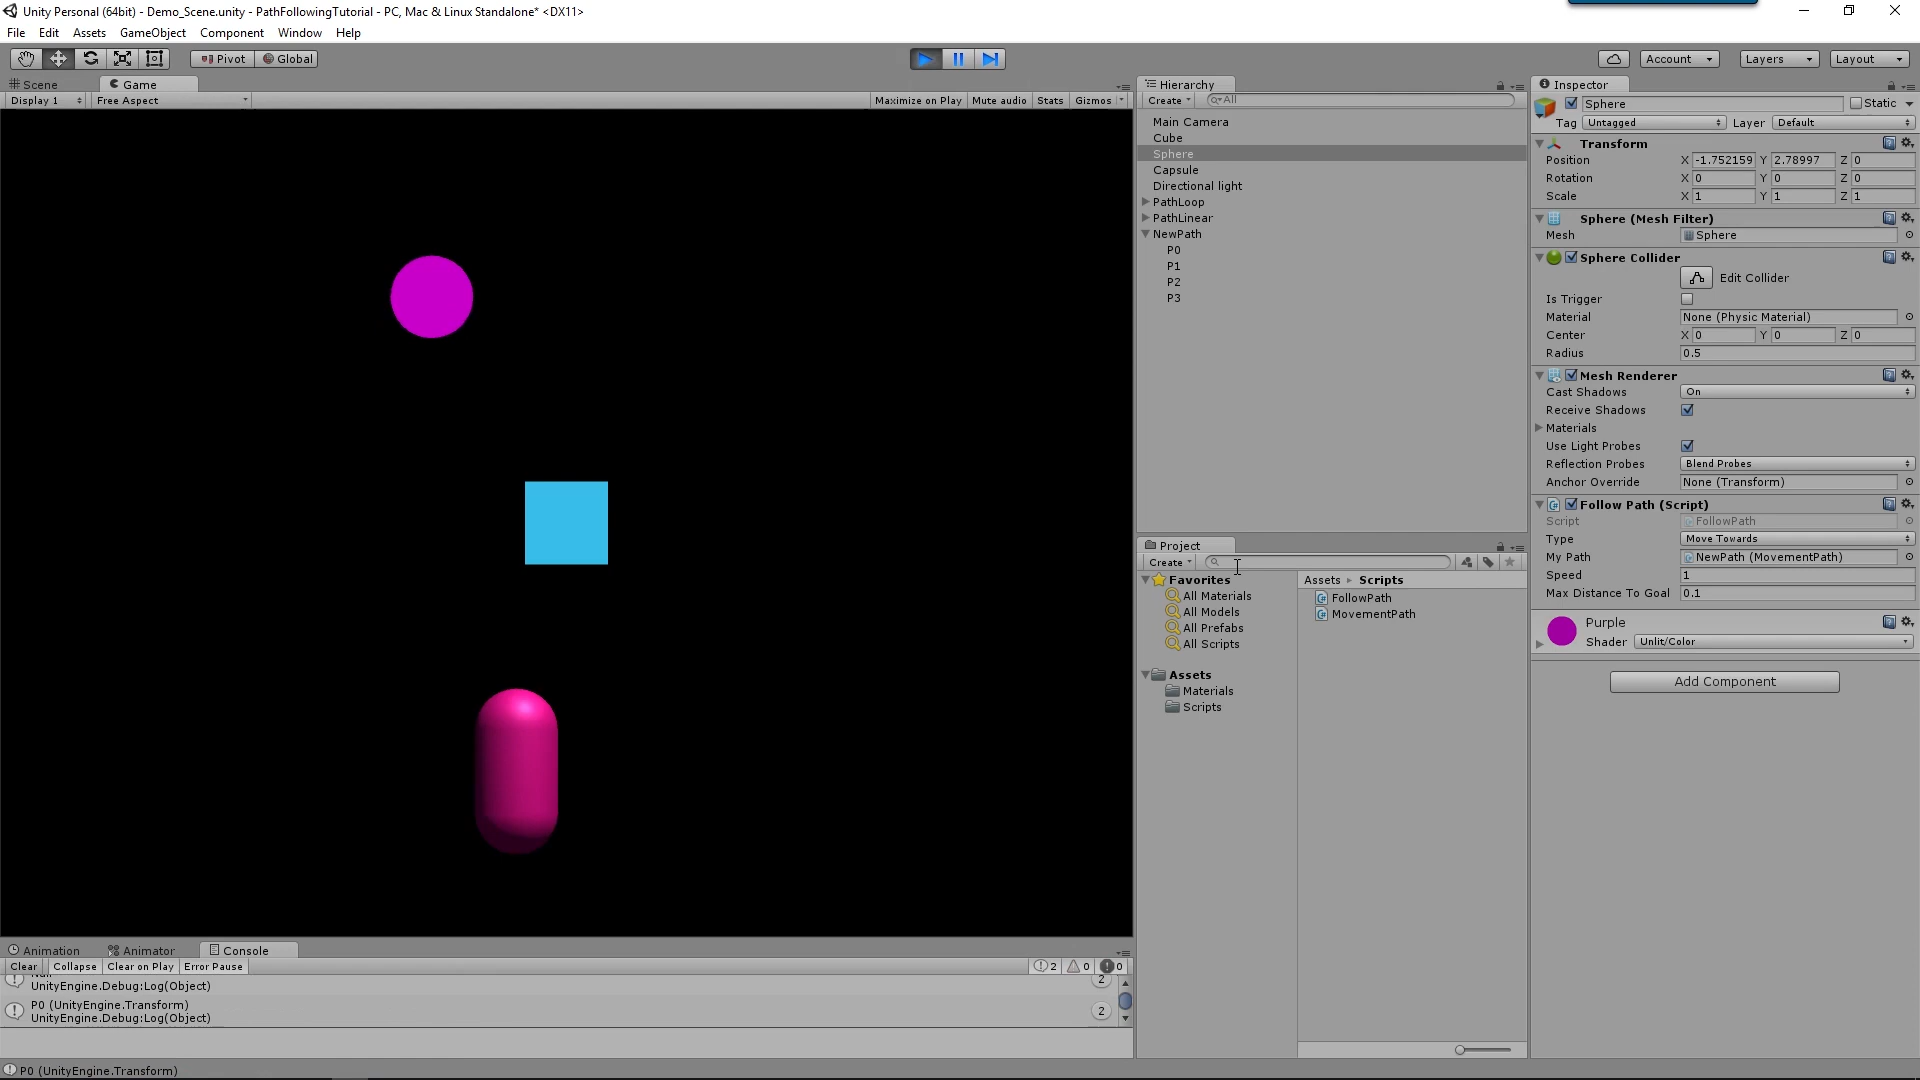 Unity Personal (64bit) - Demo_Scene.unity - PathFollowingTutorial - PC, Mac & Linux Standalone* <DX11>
File Edit Assets GameObject Component Window Help
Pivot Global Account Layers Layout
Scene Game
Display 1 Free Aspect Maximize on Play Mute audio Stats Gizmos
Hierarchy
Create All
Main Camera
Cube
Sphere
Capsule
Directional light
PathLoop
PathLinear
NewPath
P0
P1
P2
P3
Project
Create
Favorites
All Materials
All Models
All Prefabs
All Scripts
Assets
Materials
Scripts
Assets Scripts
FollowPath
MovementPath
Inspector
Sphere Static
Tag Untagged Layer Default
Transform
Position X -1.752159 Y 2.78997 Z 0
Rotation X 0 Y 0 Z 0
Scale X 1 Y 1 Z 1
Sphere (Mesh Filter)
Mesh Sphere
Sphere Collider
Edit Collider
Is Trigger
Material None (Physic Material)
Center X 0 Y 0 Z 0
Radius 0.5
Mesh Renderer
Cast Shadows On
Receive Shadows
Materials
Use Light Probes
Reflection Probes Blend Probes
Anchor Override None (Transform)
Follow Path (Script)
Script FollowPath
Type Move Towards
My Path NewPath (MovementPath)
Speed 1
Max Distance To Goal 0.1
Purple
Shader Unlit/Color
Add Component
Animation Animator Console
Clear Collapse Clear on Play Error Pause 2 0 0
UnityEngine.Debug:Log(Object) 2
P0 (UnityEngine.Transform)
UnityEngine.Debug:Log(Object) 2
P0 (UnityEngine.Transform)